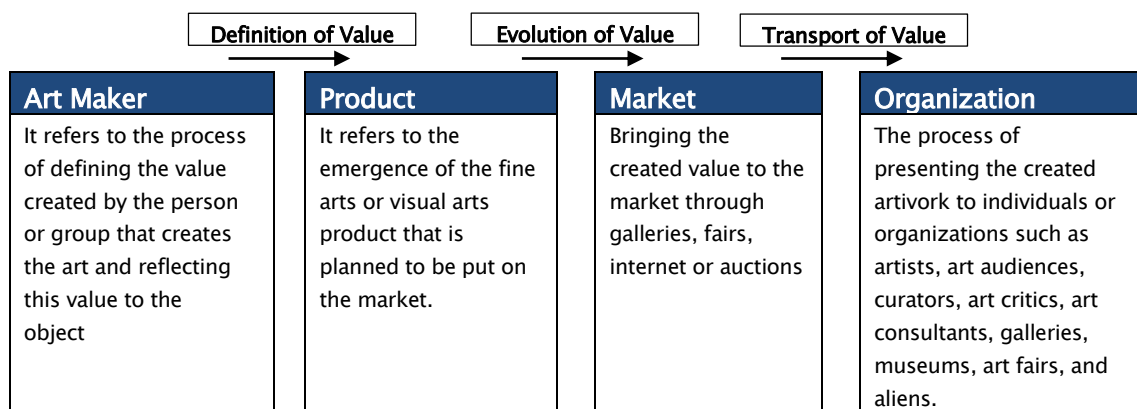 Definition of Value
Evolution of Value
Transport of Value
Art Maker
It refers to the process
of defining the value
created by the person
or group that creates
the art and reflecting
this value to the
object
Product
It refers to the
emergence of the fine
arts or visual arts
product that is
planned to be put on
the market.
Market
Bringing the
created value to the
market through
galleries, fairs,
internet or auctions
Organization
The process of
presenting the created
artivork to individuals or
organizations such as
artists, art audiences,
curators, art critics, art
consultants, galleries,
museums, art fairs, and
aliens.